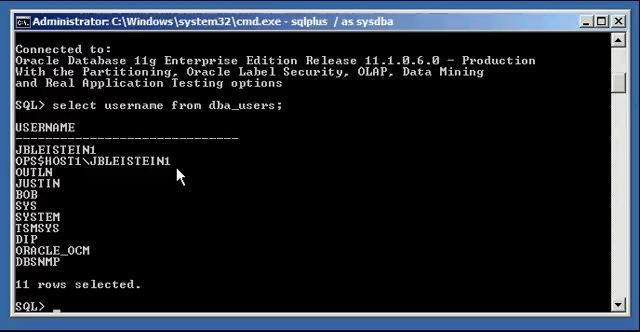 Administrator: C:\Windows\system32\cmd.exe - sqlplus / as sysdba
Connected to:
Oracle Database 11g Enterprise Edition Release 11.1.0.6.0 - Production
With the Partitioning, Oracle Label Security, OLAP, Data Mining
and Real Application Testing options
SQL> select username from dba_users;
USERNAME
------------------------------
JBLEISTEIN1
OPS$HOST1\JBLEISTEIN1
OUTLN
JUSTIN
BOB
SYS
SYSTEM
TSMSYS
DIP
ORACLE_OCM
DBSNMP
11 rows selected.
SQL> _